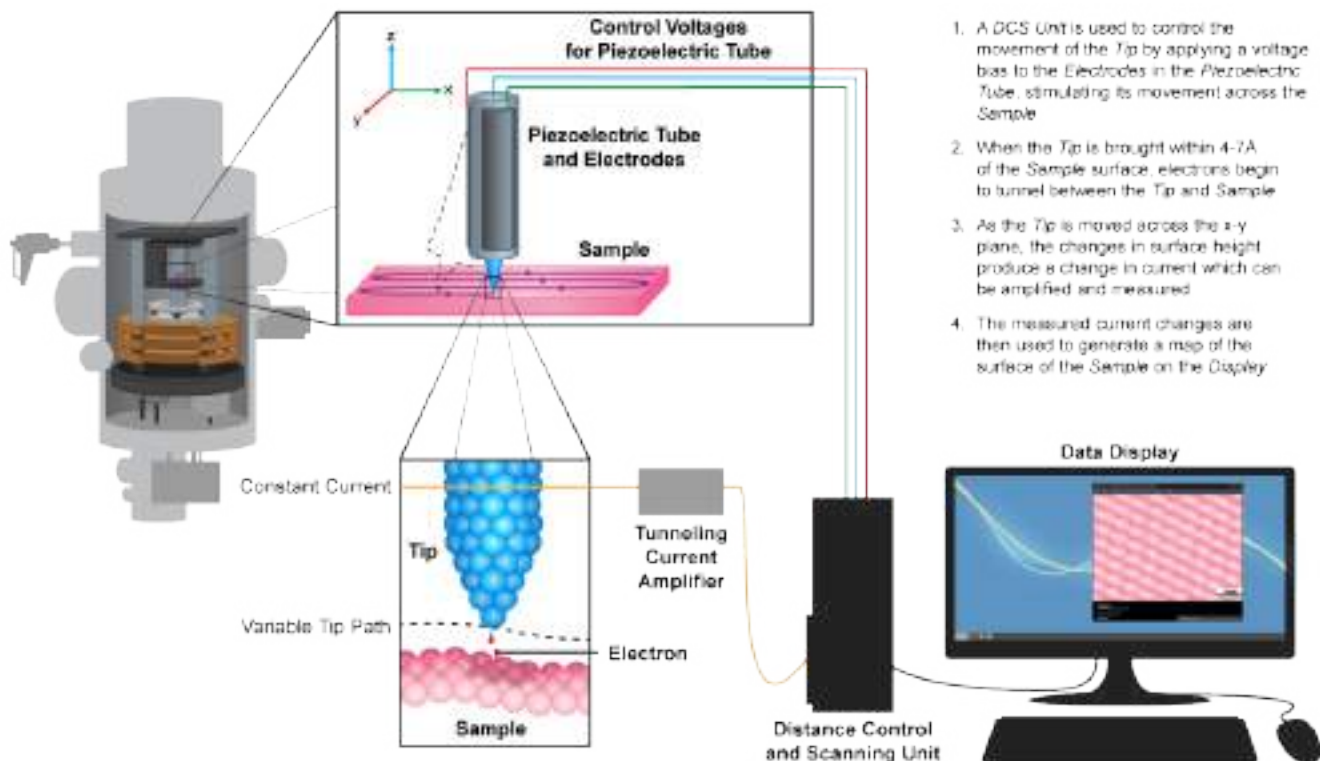 Control Voltages
for Piezoelectric Tube
z
x
y
Piezoelectric Tube
and Electrodes
Sample
1. A DCS Unit is used to control the
movement of the Tip by applying a voltage
bias to the Electrodes in the Piezoelectric
Tube, stimulating its movement across the
Sample
2. When the Tip is brought within 4-7Å
of the Sample surface, electrons begin
to tunnel between the Tip and Sample
3. As the Tip is moved across the x-y
plane, the changes in surface height
produce a change in current which can
be amplified and measured
4. The measured current changes are
then used to generate a map of the
surface of the Sample on the Display
Constant Current
Tip
Variable Tip Path
Electron
Sample
Tunneling
Current
Amplifier
Distance Control
and Scanning Unit
Data Display